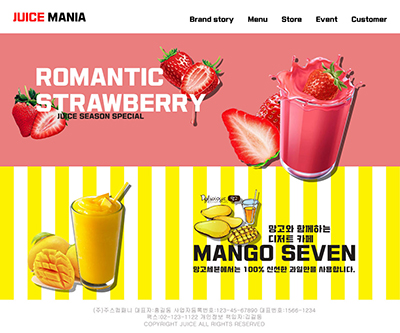 JUICE MANIA
Brand story Menu Store Event Customer
ROMANTIC
STRAWBERRY
JUICE SEASON SPECIAL
망고와 함께하는
디저트 카페
MANGO SEVEN
망고세븐에서는 100% 신선한 과일만을 사용합니다.
(주)주스컴퍼니 대표자:홍길동 사업자등록번호:123-45-67890 대표번호:1566-1234
팩스:02-123-1122 개인정보 책임자:김길동
COPYRIGHT JUICE ALL RIGHTS RESERVED